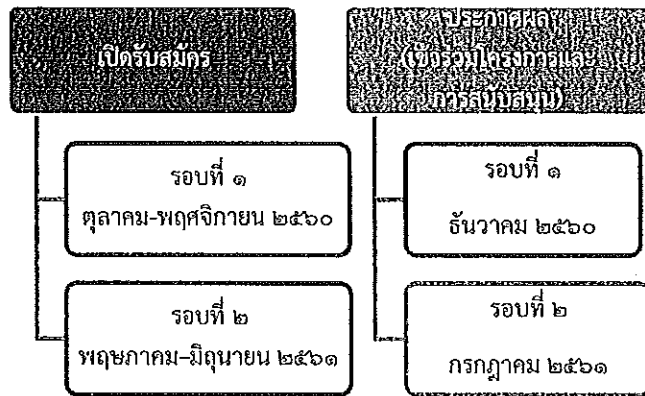 เปิดรับสมัคร
รอบที่ ๑
ตุลาคม-พฤศจิกายน ๒๕๖๐
รอบที่ ๒
พฤษภาคม-มิถุนายน ๒๕๖๑
ประกาศผล
(เข้าร่วมโครงการและ
การสนับสนุน)
รอบที่ ๑
ธันวาคม ๒๕๖๐
รอบที่ ๒
กรกฎาคม ๒๕๖๑